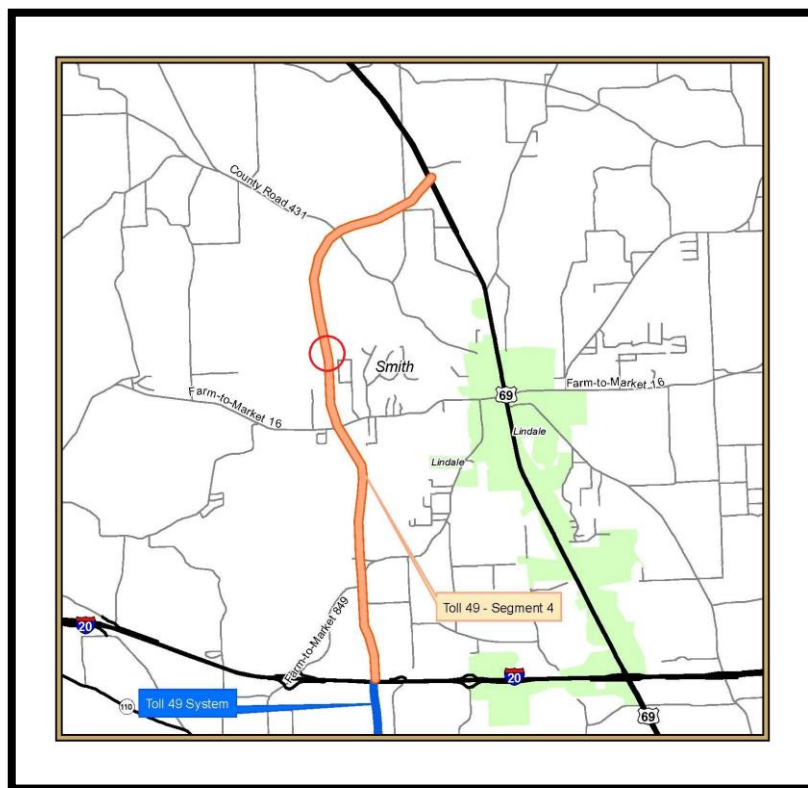 County Road 431
Smith
Farm-to-Market 16
69
Farm-to-Market 16
Lindale
Lindale
Toll 49 - Segment 4
Farm-to-Market 849
20
20
110
Toll 49 System
69